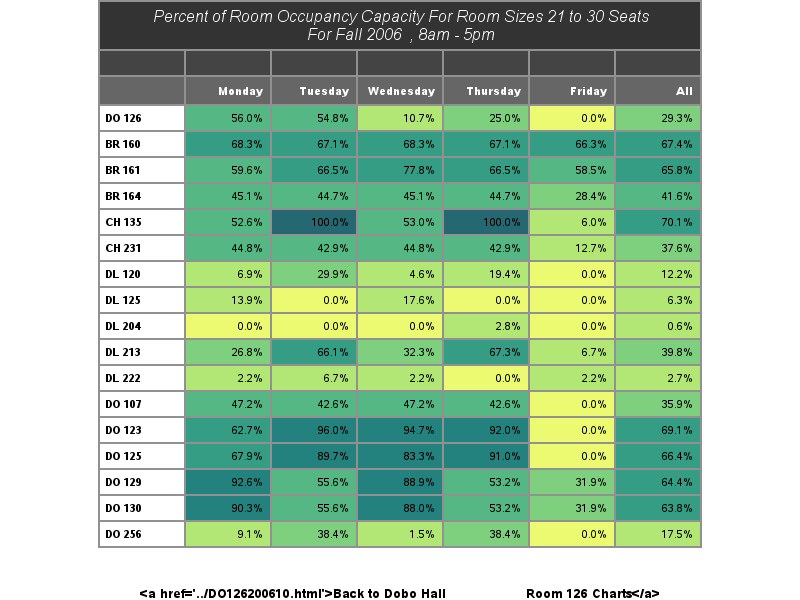 Percent of Room Occupancy Capacity For Room Sizes 21 to 30 Seats
For Fall 2006 , 8am - 5pm
Monday Tuesday Wednesday Thursday Friday All
DO 126 56.0% 54.8% 10.7% 25.0% 0.0% 29.3%
BR 160 68.3% 67.1% 68.3% 67.1% 66.3% 67.4%
BR 161 59.6% 66.5% 77.8% 66.5% 58.5% 65.8%
BR 164 45.1% 44.7% 45.1% 44.7% 28.4% 41.6%
CH 135 52.6% 100.0% 53.0% 100.0% 6.0% 70.1%
CH 231 44.8% 42.9% 44.8% 42.9% 12.7% 37.6%
DL 120 6.9% 29.9% 4.6% 19.4% 0.0% 12.2%
DL 125 13.9% 0.0% 17.6% 0.0% 0.0% 6.3%
DL 204 0.0% 0.0% 0.0% 2.8% 0.0% 0.6%
DL 213 26.8% 66.1% 32.3% 67.3% 6.7% 39.8%
DL 222 2.2% 6.7% 2.2% 0.0% 2.2% 2.7%
DO 107 47.2% 42.6% 47.2% 42.6% 0.0% 35.9%
DO 123 62.7% 96.0% 94.7% 92.0% 0.0% 69.1%
DO 125 67.9% 89.7% 83.3% 91.0% 0.0% 66.4%
DO 129 92.6% 55.6% 88.9% 53.2% 31.9% 64.4%
DO 130 90.3% 55.6% 88.0% 53.2% 31.9% 63.8%
DO 256 9.1% 38.4% 1.5% 38.4% 0.0% 17.5%
<a href='../DO126200610.html'>Back to Dobo Hall Room 126 Charts</a>